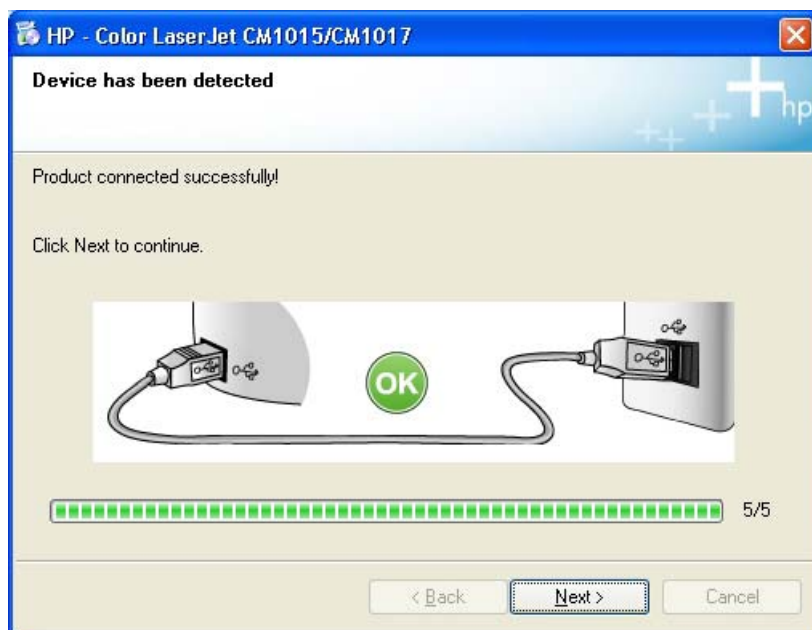 HP - Color LaserJet CM1015/CM1017
Device has been detected
hp
Product connected successfully!
Click Next to continue.
OK
5/5
< Back Next > Cancel